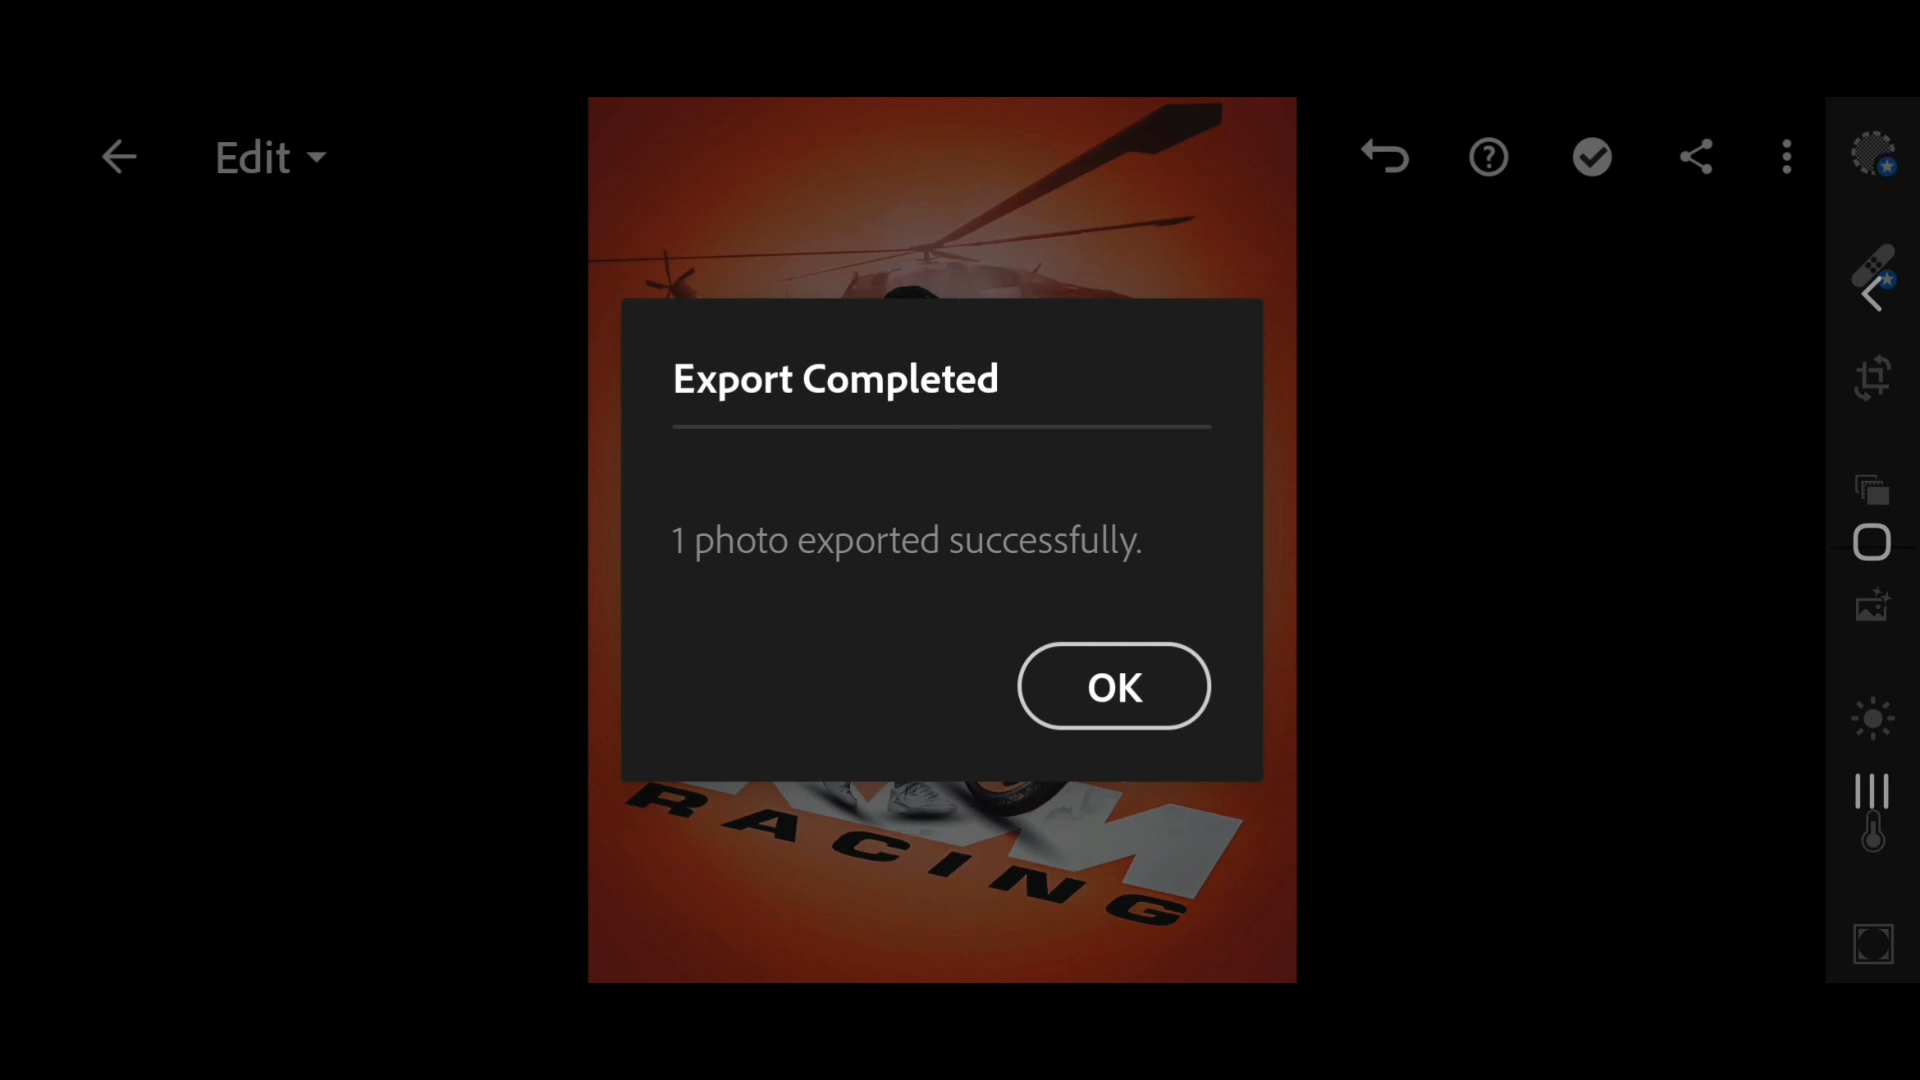 Edit
Export Completed
1 photo exported successfully.
OK
RACING